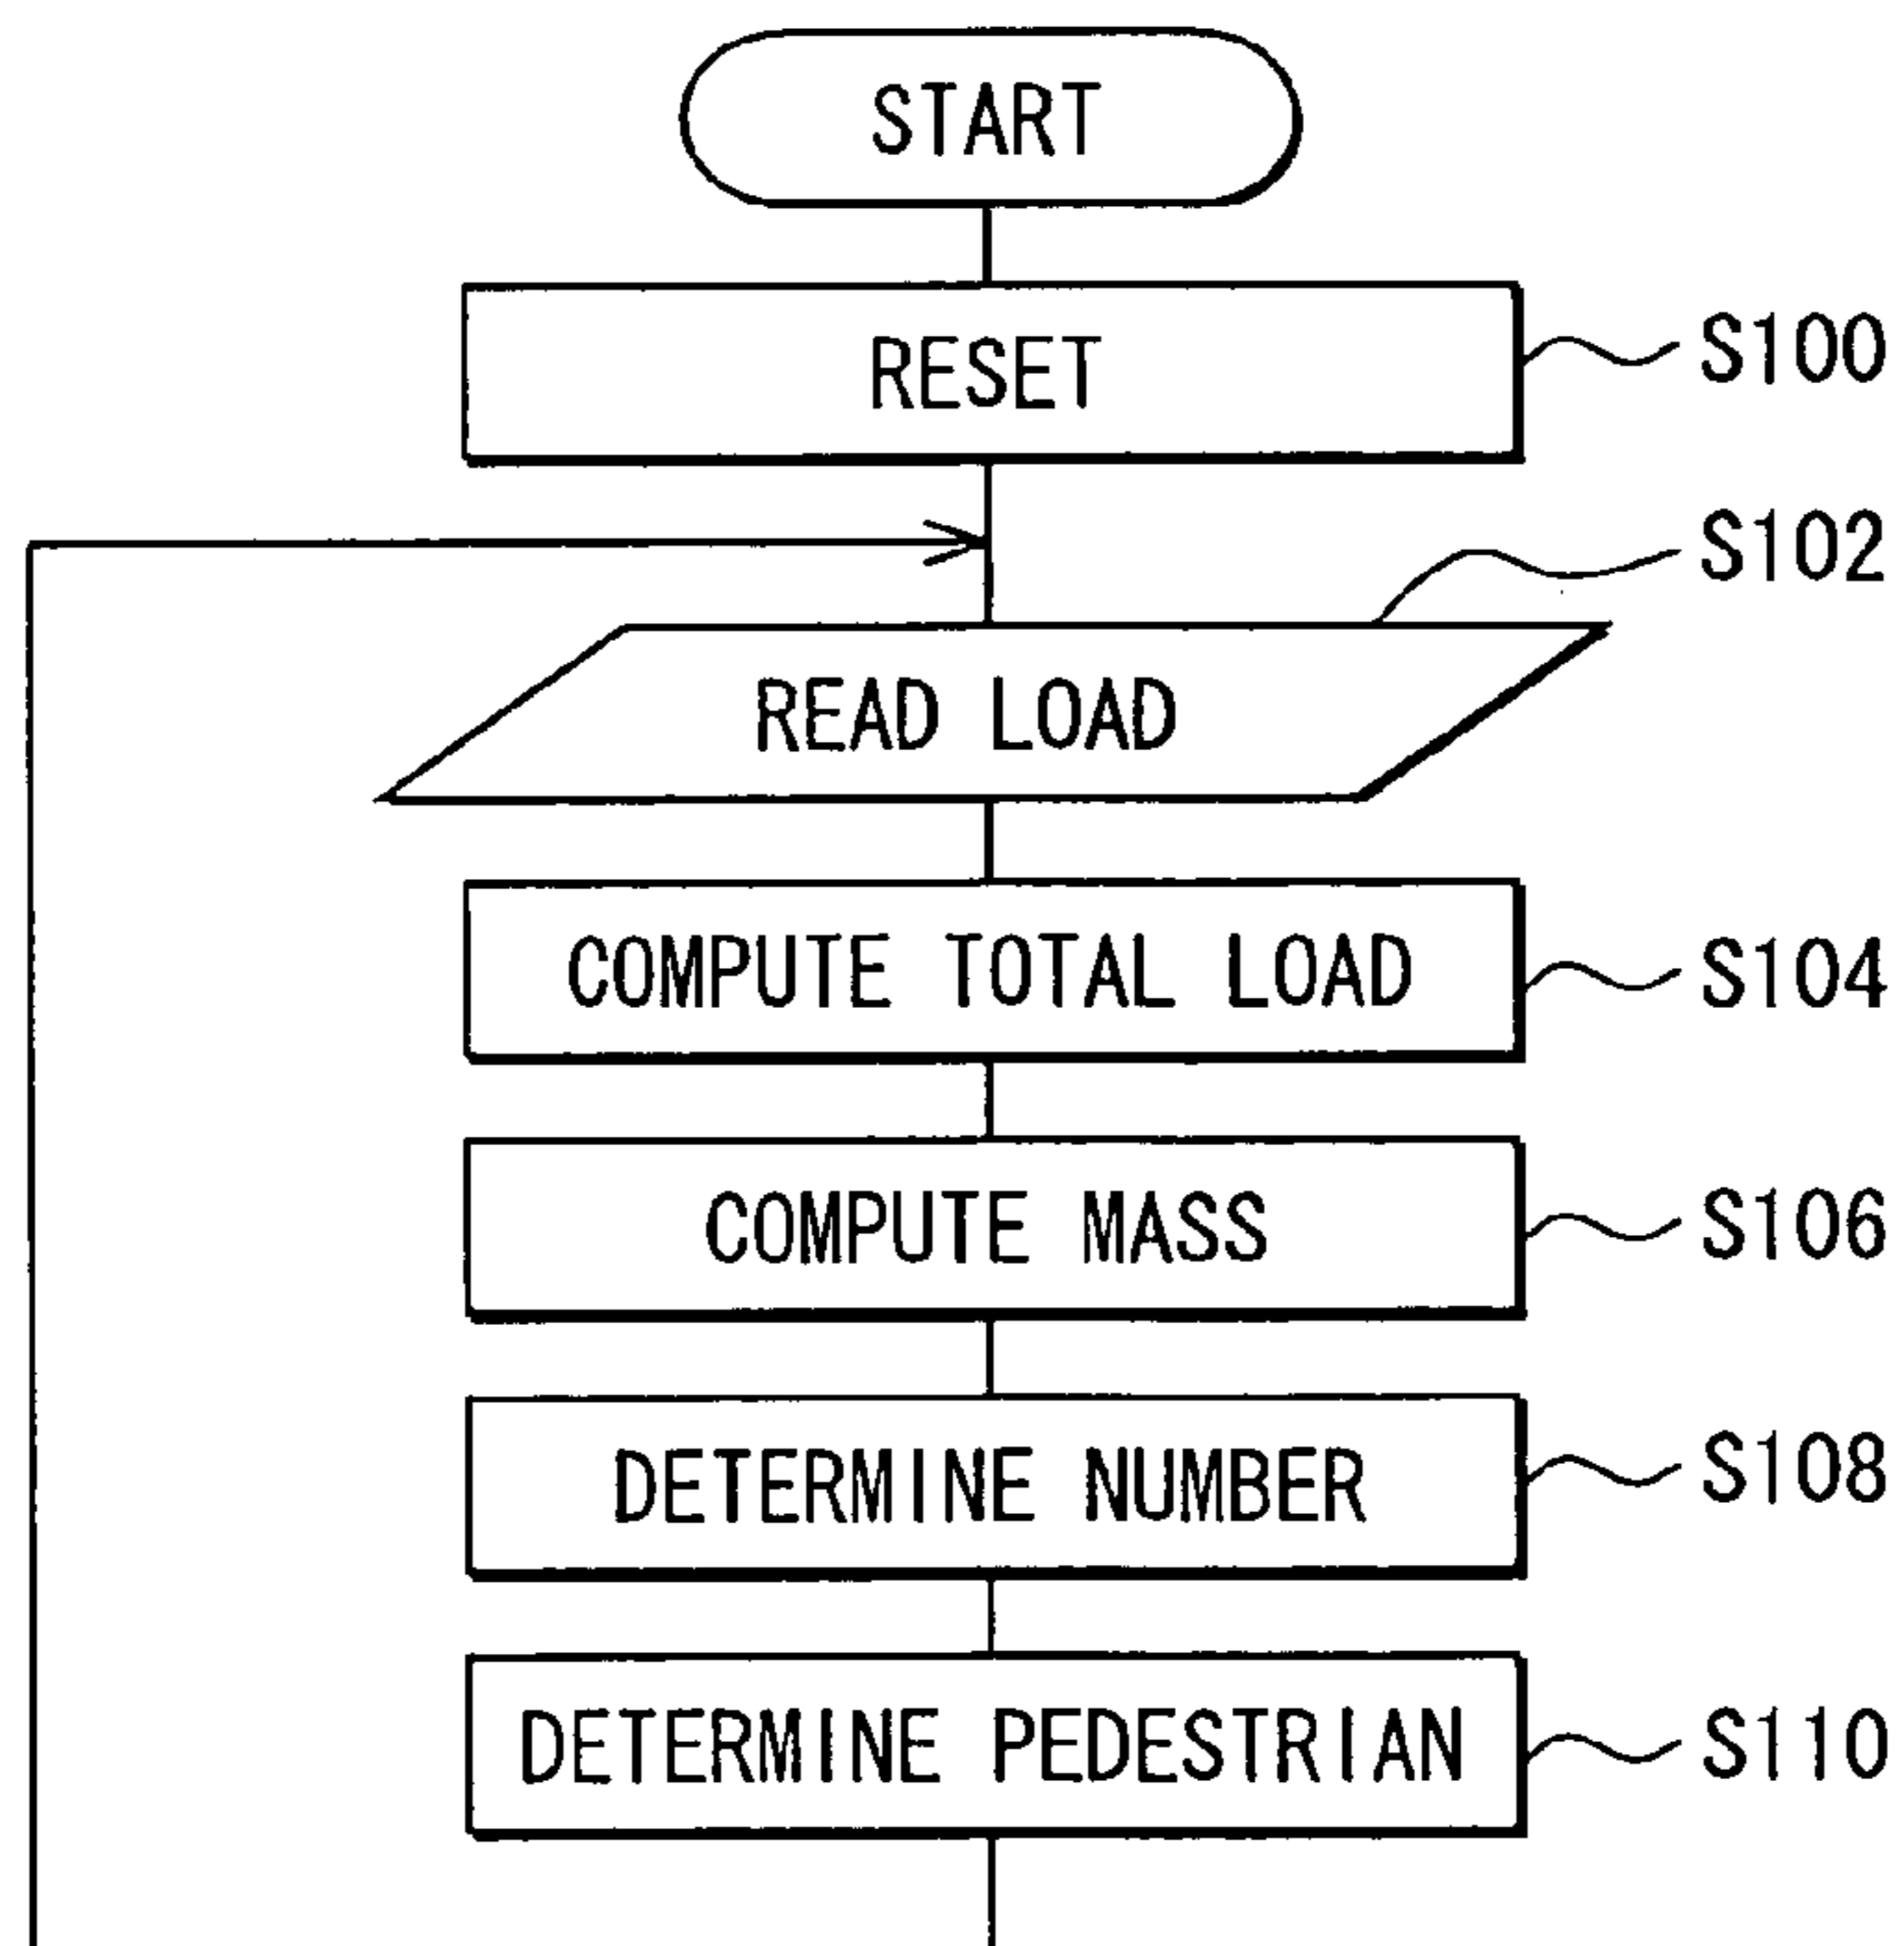 START
RESET
S100
S102
READ LOAD
COMPUTE TOTAL LOAD
S104
COMPUTE MASS
S106
DETERMINE NUMBER
S108
DETERMINE PEDESTRIAN
S110